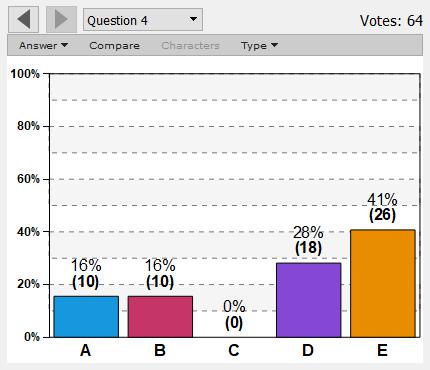 Question 4
Votes: 64
Answer
Compare
Characters
Type
100%
80%
60%
40%
20%
0%
16%
(10)
16%
(10)
0%
(0)
28%
(18)
41%
(26)
A
B
C
D
E